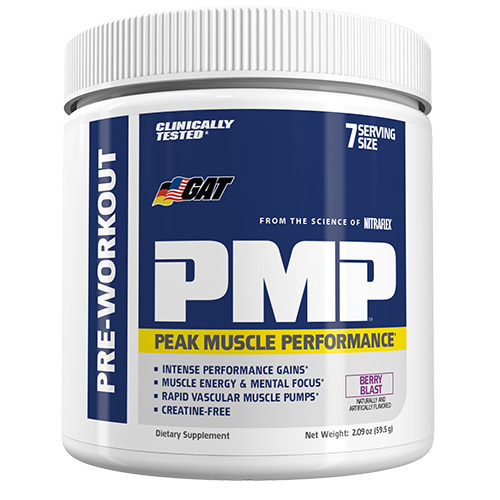 PRE-WORKOUT
CLINICALLY
TESTED*
7 SERVING
SIZE
GAT
FROM THE SCIENCE OF NITRAFLEX
PMP™
PEAK MUSCLE PERFORMANCE*
• INTENSE PERFORMANCE GAINS*
• MUSCLE ENERGY & MENTAL FOCUS*
• RAPID VASCULAR MUSCLE PUMPS*
• CREATINE-FREE
BERRY
BLAST
NATURALLY AND
ARTIFICIALLY FLAVORED
Dietary Supplement
Net Weight: 2.09 oz (59.5 g)